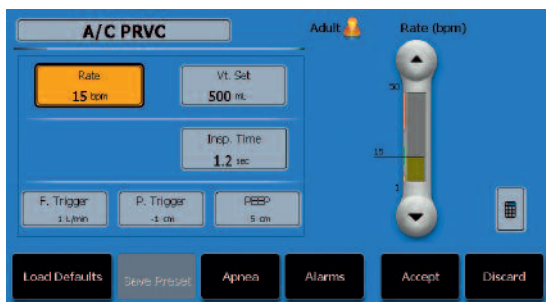 A/C PRVC
Adult
Rate (bpm)
Rate
15 bpm
Vt. Set
500 mL
50
Insp. Time
1.2 sec
15
F. Trigger
1 L/min
P. Trigger
-1 cm
PEEP
5 cm
1
Load Defaults
Save Preset
Apnea
Alarms
Accept
Discard